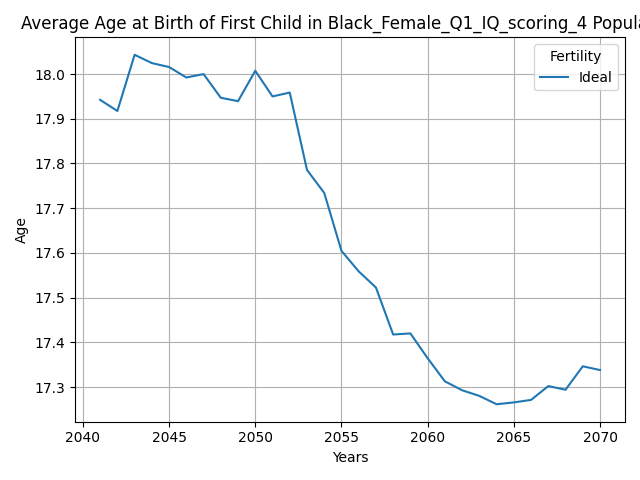 Average Age at Birth of First Child in Black_Female_Q1_IQ_scoring_4 Popula
Fertility
Ideal
Age
18.0
17.9
17.8
17.7
17.6
17.5
17.4
17.3
2040 2045 2050 2055 2060 2065 2070
Years